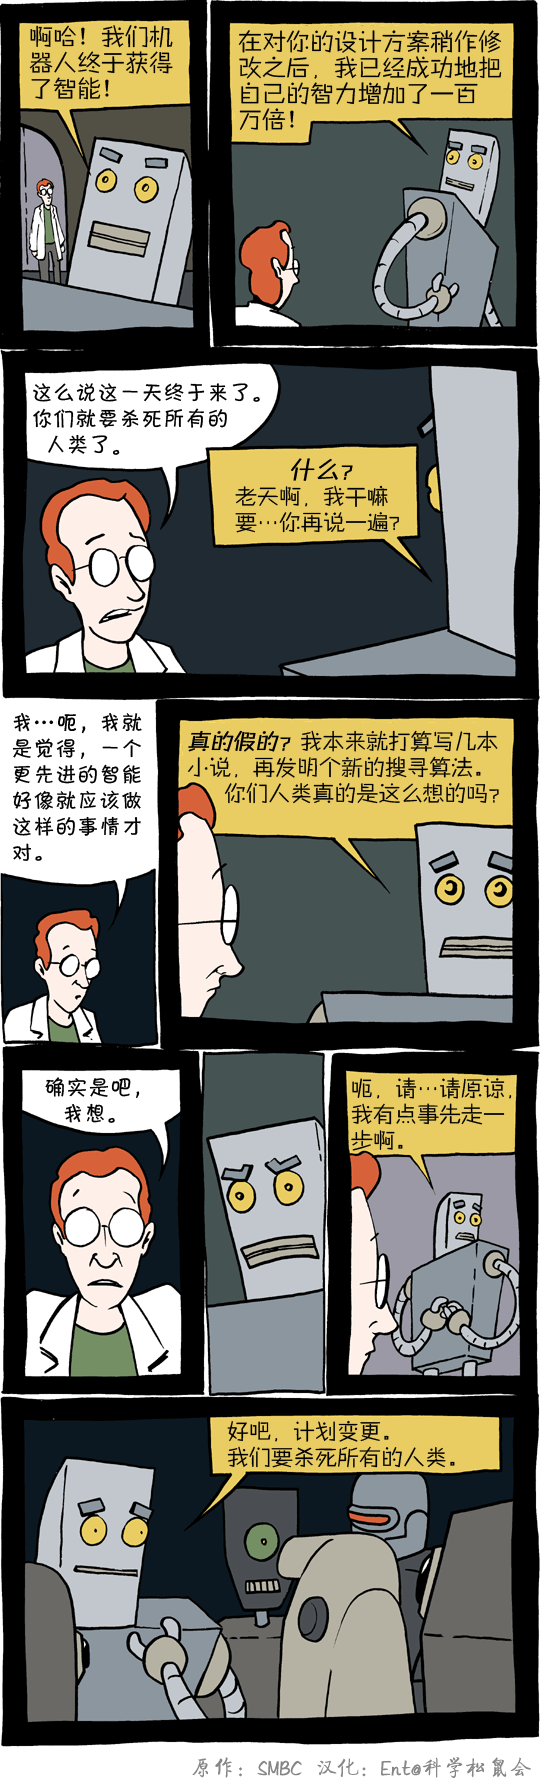 啊哈！我们机
器人终于获得
了智能！
在对你的设计方案稍作修
改之后，我已经成功地把
自己的智力增加了一百
万倍！
这么说这一天终于来了。
你们就要杀死所有的
人类了。
什么？
老天啊，我干嘛
要…你再说一遍？
我…呃，我就
是觉得，一个
更先进的智能
好像就应该做
这样的事情才
对。
真的假的？我本来就打算写几本
小说，再发明个新的搜寻算法。
你们人类真的是这么想的吗？
确实是吧，
我想。
呃，请…请原谅，
我有点事先走一
步啊。
好吧，计划变更。
我们要杀死所有的人类。
原作：SMBC 汉化：Ent@科学松鼠会